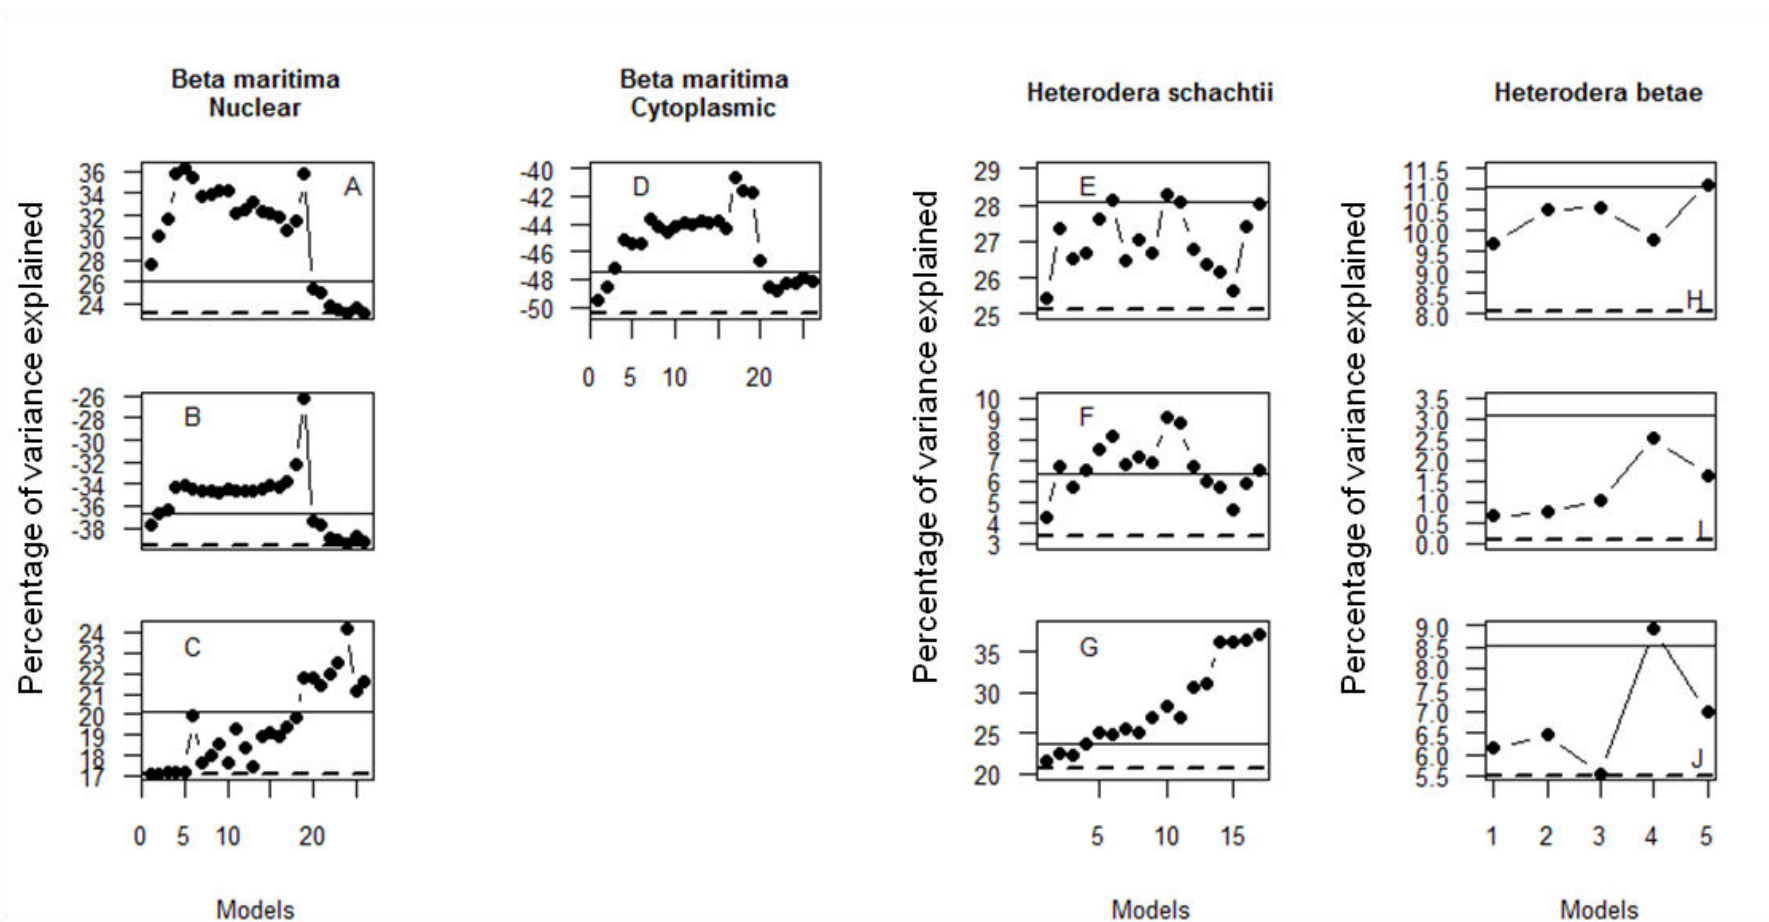 Beta maritima
Nuclear
Beta maritima
Cytoplasmic
Heterodera schachtii
Heterodera betae
Percentage of variance explained
36
34
32
30
28
26
24
A
-26
-28
-30
-32
-34
-36
-38
B
24
23
22
21
20
19
18
17
C
0 5 10 20
Models
-40
-42
-44
-46
-48
-50
D
0 5 10 20
Percentage of variance explained
29
28
27
26
25
E
10
9
8
7
6
5
4
3
F
35
30
25
20
G
5 10 15
Models
Percentage of variance explained
11.5
11.0
10.5
10.0
9.5
9.0
8.5
8.0
H
3.5
3.0
2.5
2.0
1.5
1.0
0.5
0.0
I
9.0
8.5
8.0
7.5
7.0
6.5
6.0
5.5
J
1 2 3 4 5
Models